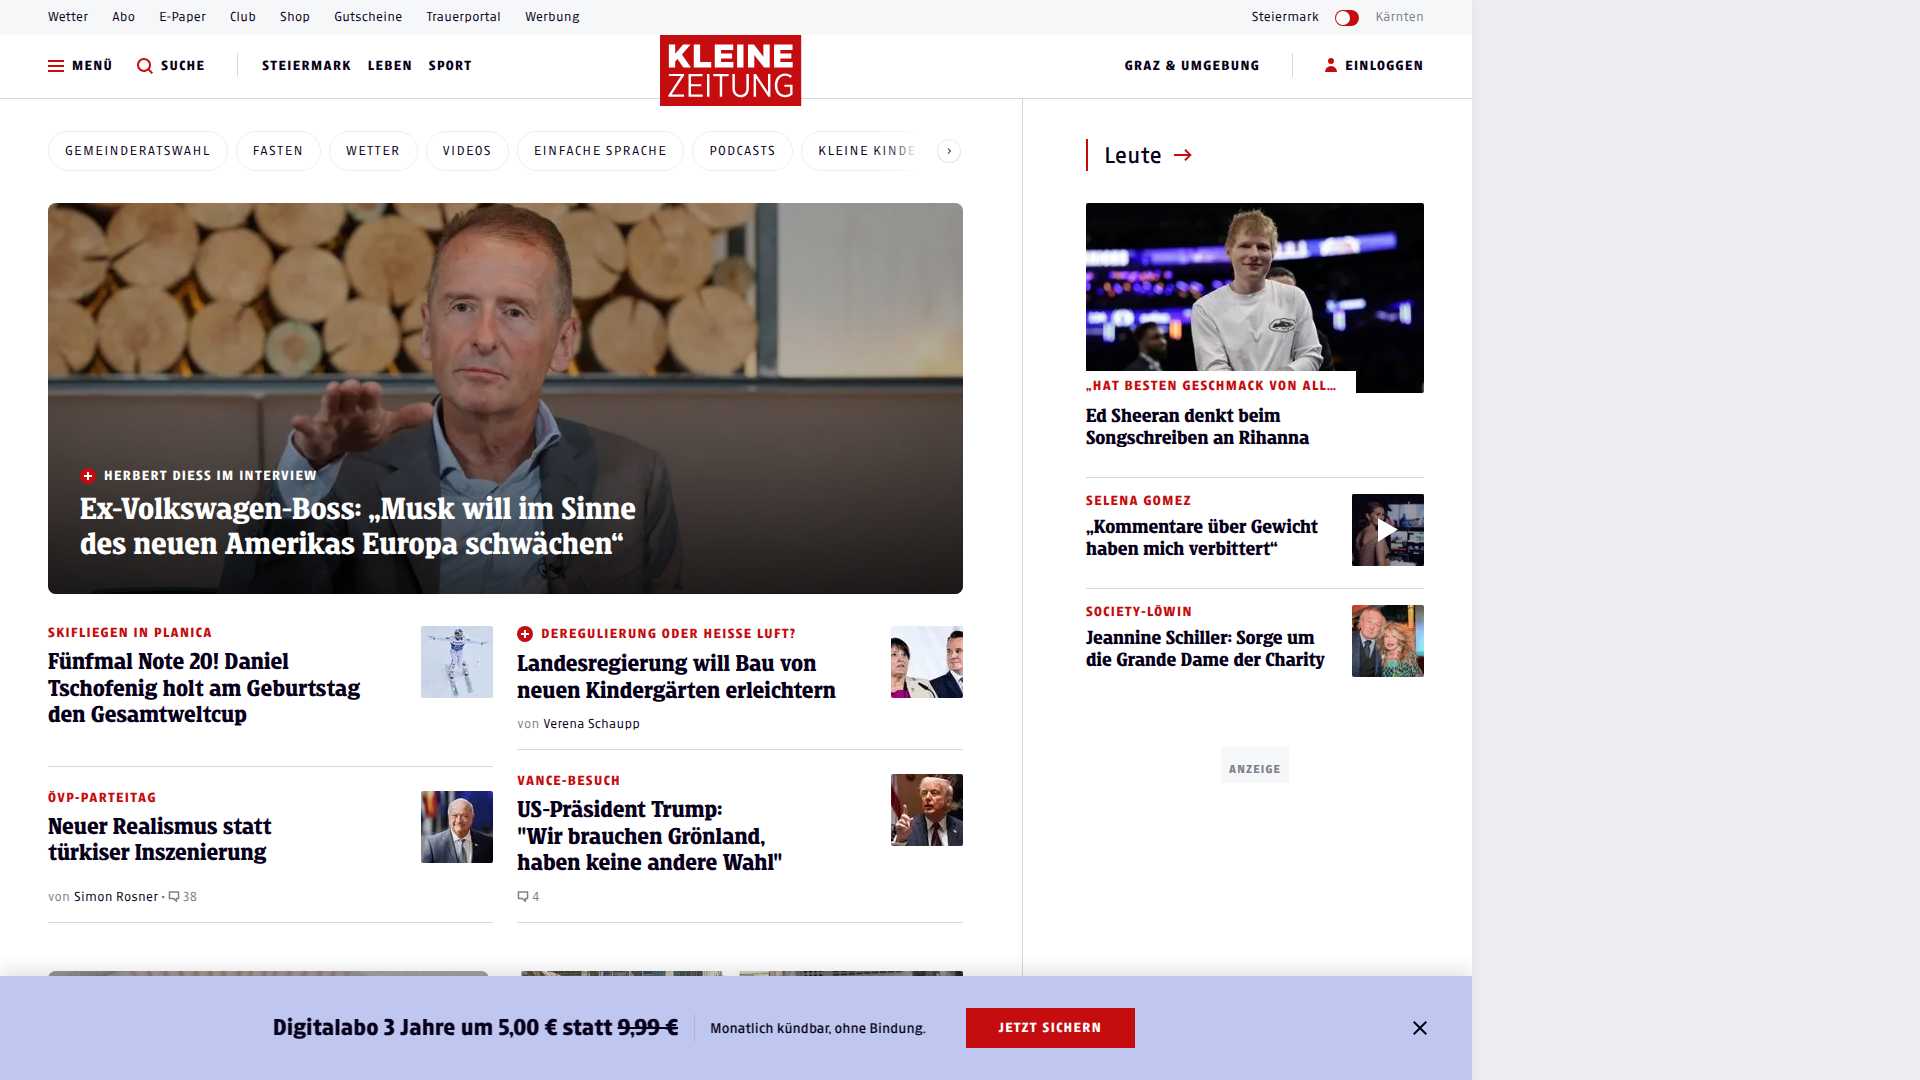 Wetter Abo E-Paper Club Shop Gutscheine Trauerportal Werbung Steiermark Kärnten
MENÜ SUCHE STEIERMARK LEBEN SPORT KLEINE ZEITUNG GRAZ & UMGEBUNG EINLOGGEN
GEMEINDERATSWAHL FASTEN WETTER VIDEOS EINFACHE SPRACHE PODCASTS KLEINE KINDE
HERBERT DIESS IM INTERVIEW
Ex-Volkswagen-Boss: „Musk will im Sinne
des neuen Amerikas Europa schwächen“
SKIFLIEGEN IN PLANICA
Fünfmal Note 20! Daniel
Tschofenig holt am Geburtstag
den Gesamtweltcup
ÖVP-PARTEITAG
Neuer Realismus statt
türkiser Inszenierung
von Simon Rosner · 38
DEREGULIERUNG ODER HEISSE LUFT?
Landesregierung will Bau von
neuen Kindergärten erleichtern
von Verena Schaupp
VANCE-BESUCH
US-Präsident Trump:
"Wir brauchen Grönland,
haben keine andere Wahl"
4
Leute
„HAT BESTEN GESCHMACK VON ALL…
Ed Sheeran denkt beim
Songschreiben an Rihanna
SELENA GOMEZ
„Kommentare über Gewicht
haben mich verbittert“
SOCIETY-LÖWIN
Jeannine Schiller: Sorge um
die Grande Dame der Charity
ANZEIGE
Digitalabo 3 Jahre um 5,00 € statt 9,99 € Monatlich kündbar, ohne Bindung. JETZT SICHERN